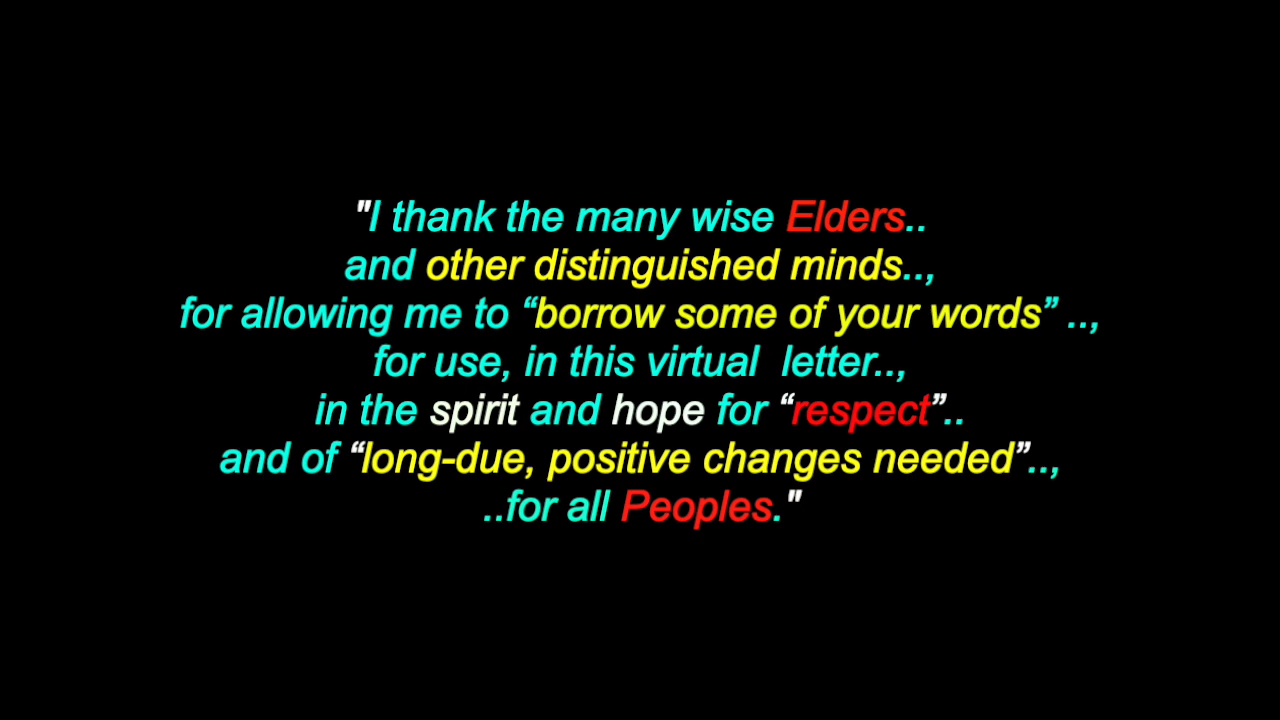 "I thank the many wise Elders..
and other distinguished minds..,
for allowing me to “borrow some of your words” ..,
for use, in this virtual  letter..,
in the spirit and hope for “respect”..
and of “long-due, positive changes needed”..,
..for all Peoples."